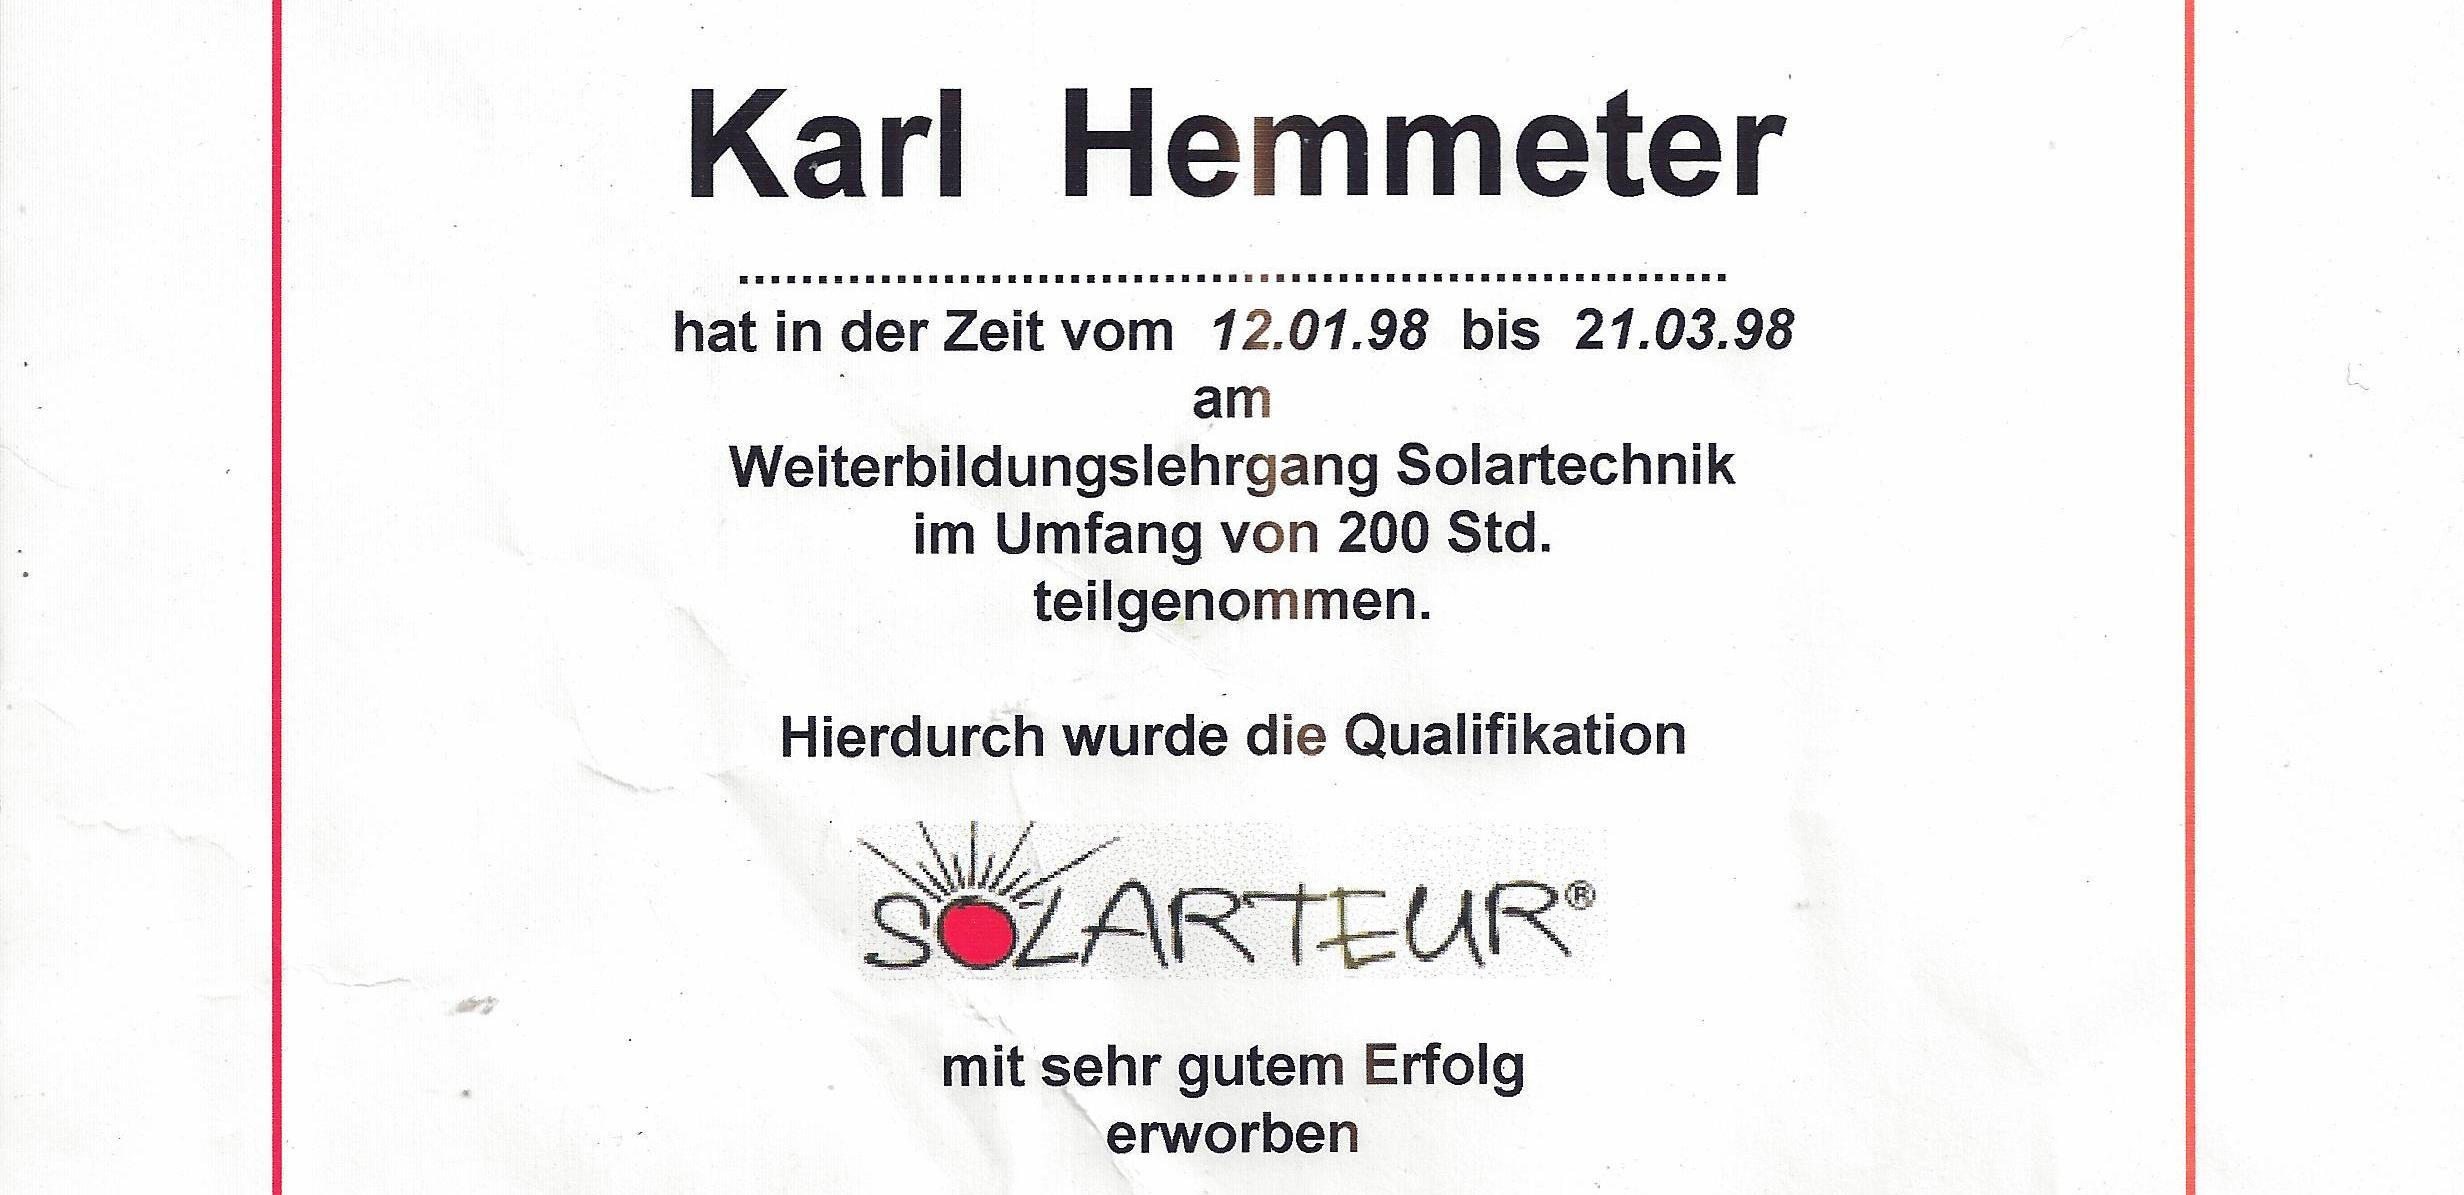 Karl Hemmeter
..............................................................
hat in der Zeit vom 12.01.98 bis 21.03.98
am
Weiterbildungslehrgang Solartechnik
im Umfang von 200 Std.
teilgenommen.
Hierdurch wurde die Qualifikation
SOLARTEUR®
mit sehr gutem Erfolg
erworben